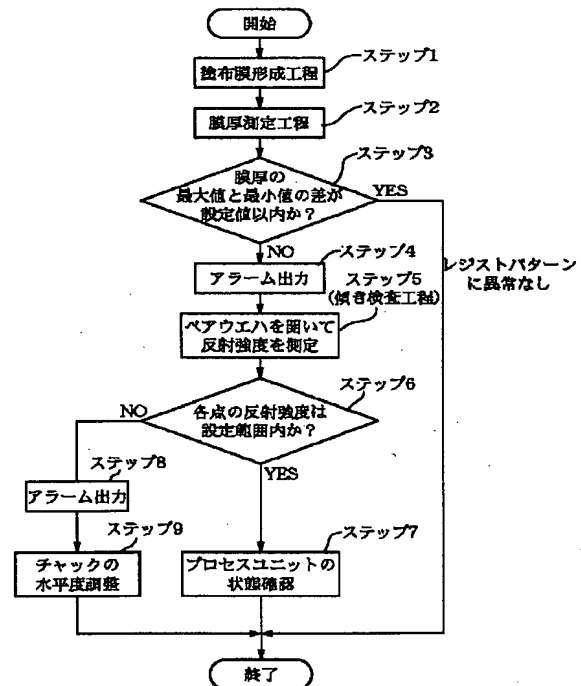 開始
ステップ1
塗布膜形成工程
ステップ2
膜厚測定工程
ステップ3
膜厚の
最大値と最小値の差が
設定値以内か?
YES
NO
ステップ4
アラーム出力
レジストパターン
に異常なし
ステップ5
(傾き検査工程)
ベアウエハを用いて
反射強度を測定
ステップ6
NO
各点の反射強度は
設定範囲内か?
YES
ステップ8
アラーム出力
ステップ9
チャックの
水平度調整
ステップ7
プロセスユニットの
状態確認
終了